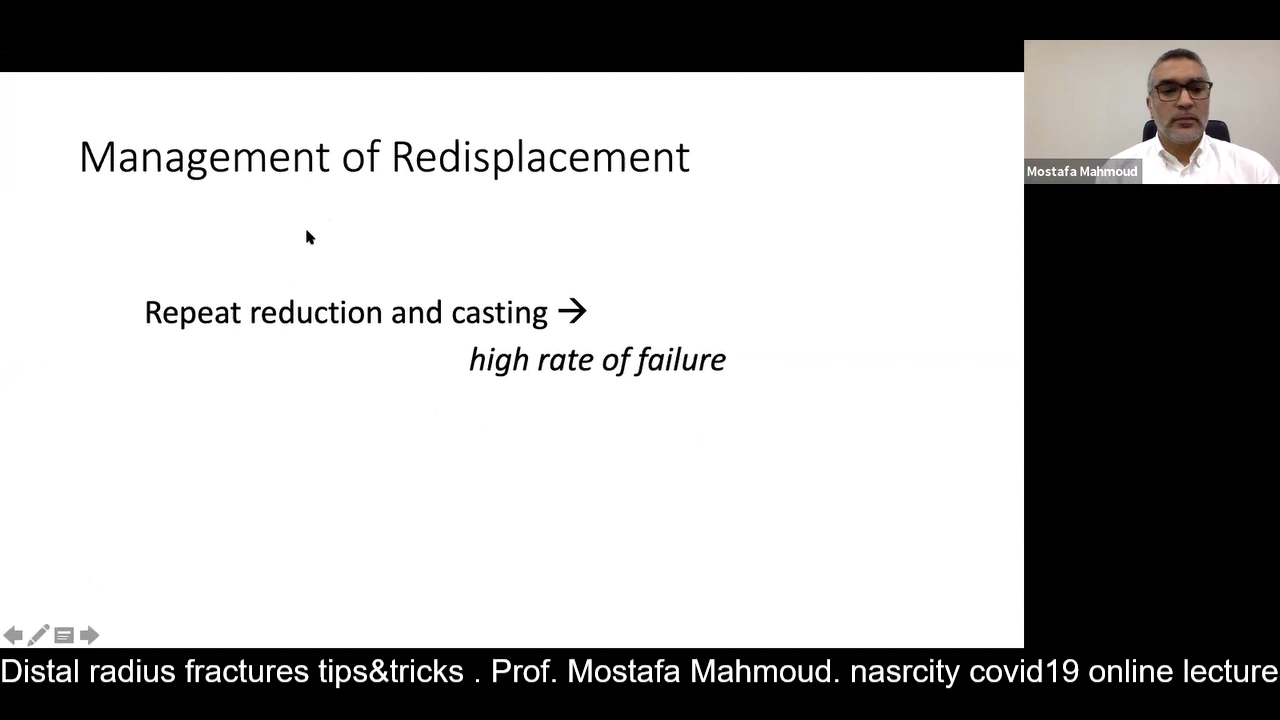 Management of Redisplacement
Mostafa Mahmoud
Repeat reduction and casting →
high rate of failure
Distal radius fractures tips&tricks . Prof. Mostafa Mahmoud. nasrcity covid19 online lecture